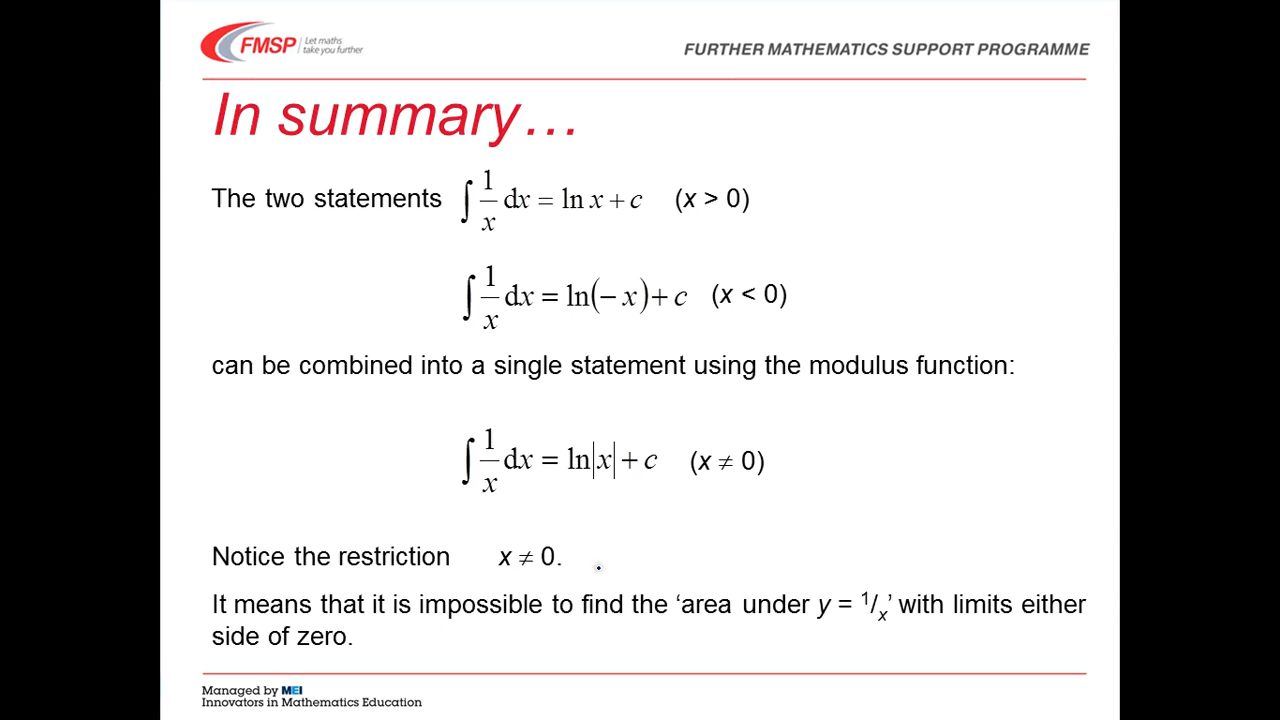 FMSP Let maths take you further
FURTHER MATHEMATICS SUPPORT PROGRAMME
In summary…
The two statements ∫ 1/x dx = ln x + c (x > 0)
∫ 1/x dx = ln(− x) + c (x < 0)
can be combined into a single statement using the modulus function:
∫ 1/x dx = ln|x| + c (x ≠ 0)
Notice the restriction x ≠ 0.
It means that it is impossible to find the ‘area under y = 1/x’ with limits either
side of zero.
Managed by MEI
Innovators in Mathematics Education